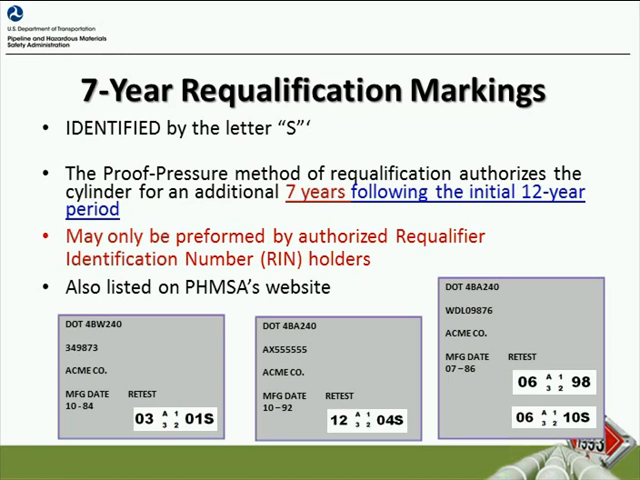 U.S. Department of Transportation
Pipeline and Hazardous Materials
Safety Administration
7-Year Requalification Markings
• IDENTIFIED by the letter “S”‘
• The Proof-Pressure method of requalification authorizes the
cylinder for an additional 7 years following the initial 12-year
period
• May only be preformed by authorized Requalifier
Identification Number (RIN) holders
• Also listed on PHMSA’s website
DOT 4BW240
349873
ACME CO.
MFG DATE RETEST
10 - 84
03 A 1 3 2 01S
DOT 4BA240
AX555555
ACME CO.
MFG DATE RETEST
10 – 92
12 A 1 3 2 04S
DOT 4BA240
WDL09876
ACME CO.
MFG DATE RETEST
07 – 86
06 A 1 3 2 98
06 A 1 3 2 10S